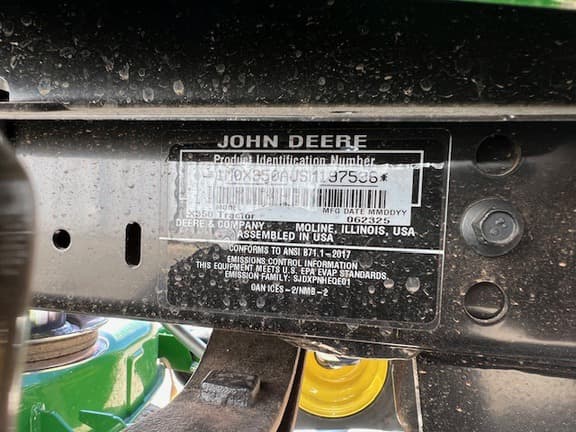 JOHN DEERE
Product Identification Number
MODEL
X350 Tractor
MFG DATE MMDDYY
062325
DEERE & COMPANY MOLINE, ILLINOIS, USA
ASSEMBLED IN USA
CONFORMS TO ANSI B71.1-2017
EMISSIONS CONTROL INFORMATION
THIS EQUIPMENT MEETS U.S. EPA EVAP STANDARDS.
EMISSION FAMILY: SJDXPNHEQE01
CAN ICES-2/NMB-2